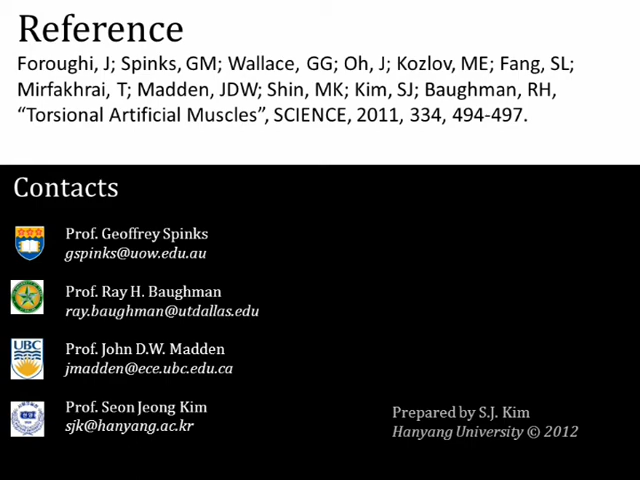 Reference
Foroughi, J; Spinks, GM; Wallace, GG; Oh, J; Kozlov, ME; Fang, SL;
Mirfakhrai, T; Madden, JDW; Shin, MK; Kim, SJ; Baughman, RH,
“Torsional Artificial Muscles”, SCIENCE, 2011, 334, 494-497.
Contacts
Prof. Geoffrey Spinks
gspinks@uow.edu.au
Prof. Ray H. Baughman
ray.baughman@utdallas.edu
UBC
Prof. John D.W. Madden
jmadden@ece.ubc.edu.ca
Prof. Seon Jeong Kim
sjk@hanyang.ac.kr
Prepared by S.J. Kim
Hanyang University © 2012